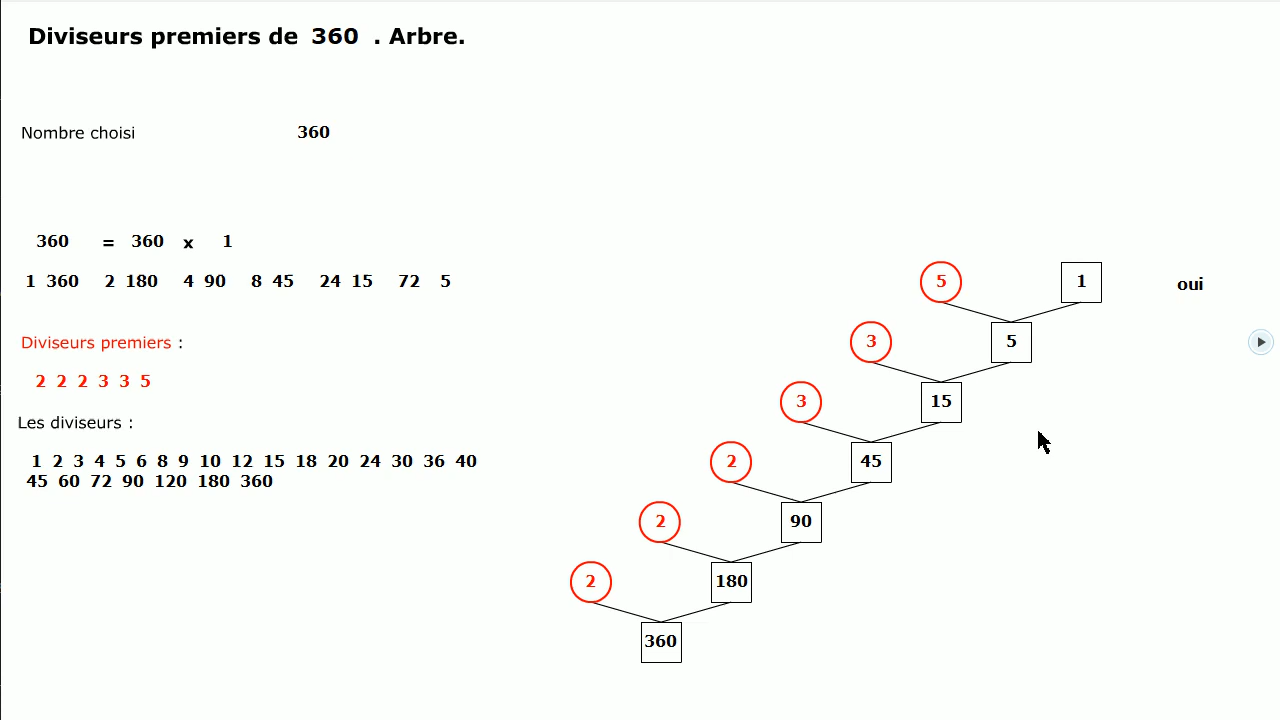 Diviseurs premiers de 360 . Arbre.
Nombre choisi 360
360 = 360 x 1
1 360 2 180 4 90 8 45 24 15 72 5
Diviseurs premiers :
2 2 2 3 3 5
Les diviseurs :
1 2 3 4 5 6 8 9 10 12 15 18 20 24 30 36 40
45 60 72 90 120 180 360
5 1 oui
3 5
3 15
2 45
2 90
2 180
360